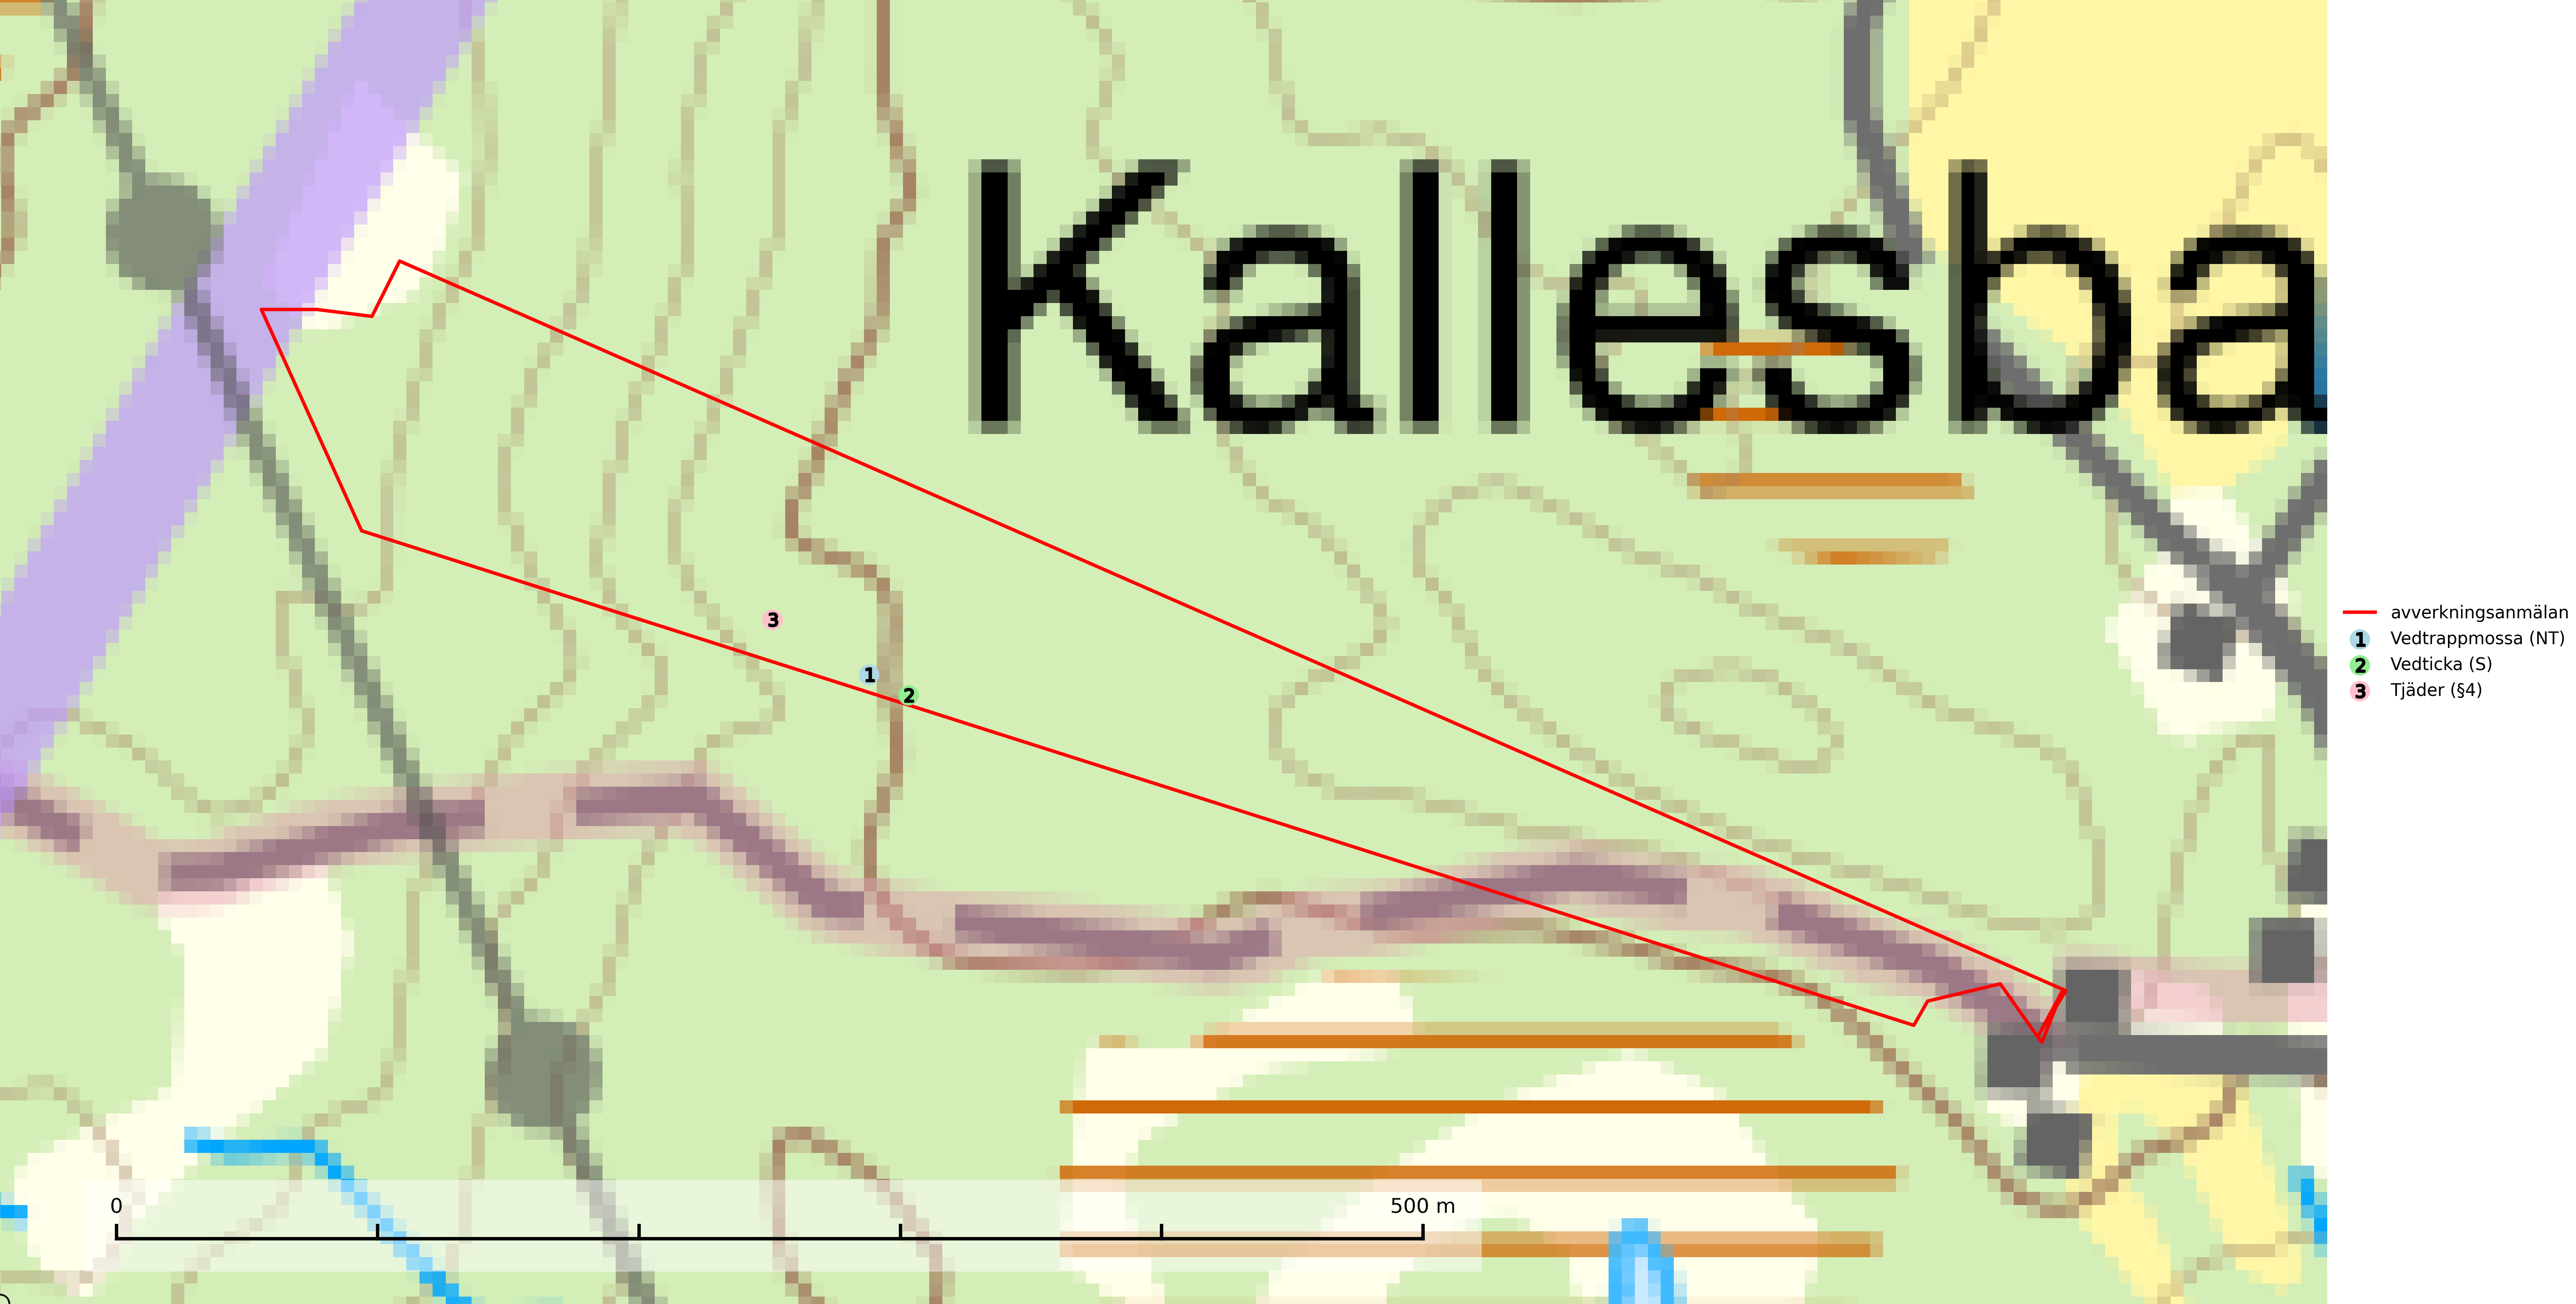 Kallesba
avverkningsanmälan
1 Vedtrappmossa (NT)
2 Vedticka (S)
3 Tjäder (§4)
3
1
2
0 500 m